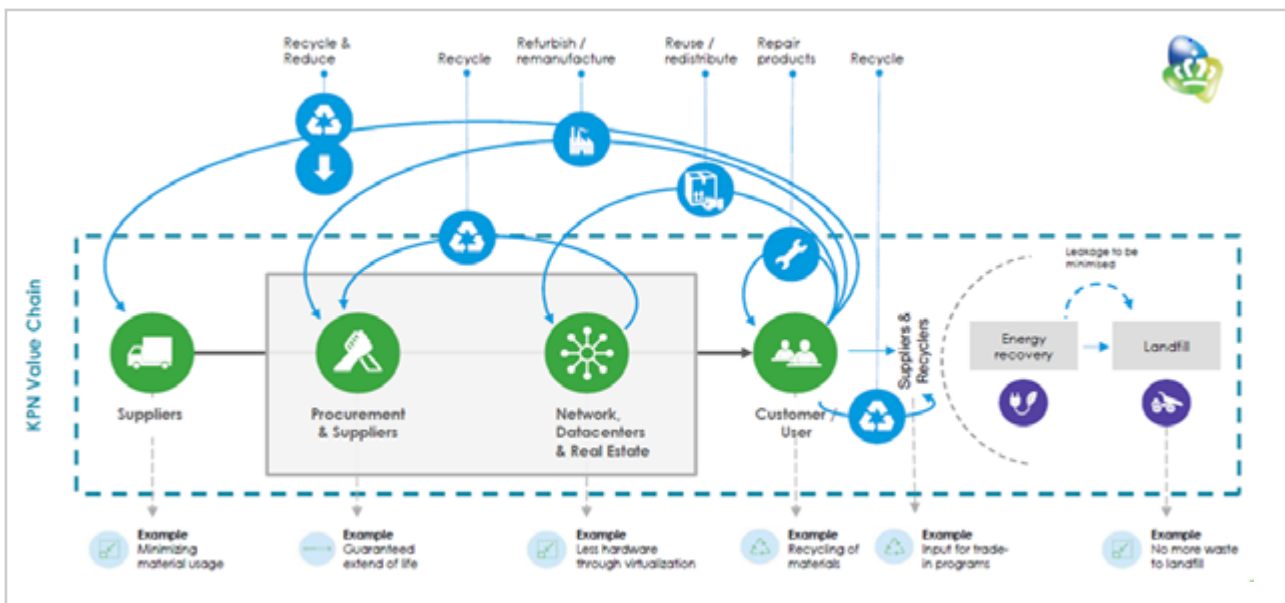 Recycle &
Reduce
Recycle
Refurbish /
remanufacture
Reuse /
redistribute
Repair
products
Recycle
KPN Value Chain
Leakage to be
minimised
Suppliers &
Recyclers
Energy
recovery
Landfill
Suppliers
Procurement
& Suppliers
Network,
Datacenters
& Real Estate
Customer /
User
Example
Minimizing
material usage
Example
Guaranteed
extend of life
Example
Less hardware
through virtualization
Example
Recycling of
materials
Example
Input for trade-
in programs
Example
No more waste
to landfill